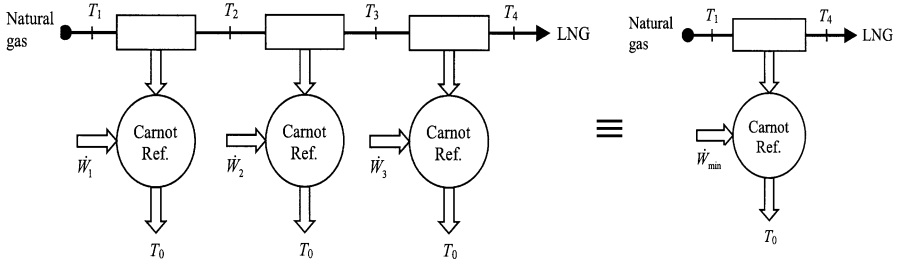 Natural gas T₁ T₂ T₃ T₄ LNG
Carnot Ref. Carnot Ref. Carnot Ref.
Ẇ₁ Ẇ₂ Ẇ₃
T₀ T₀ T₀
≡
Natural gas T₁ T₄ LNG
Carnot Ref.
Ẇmin
T₀